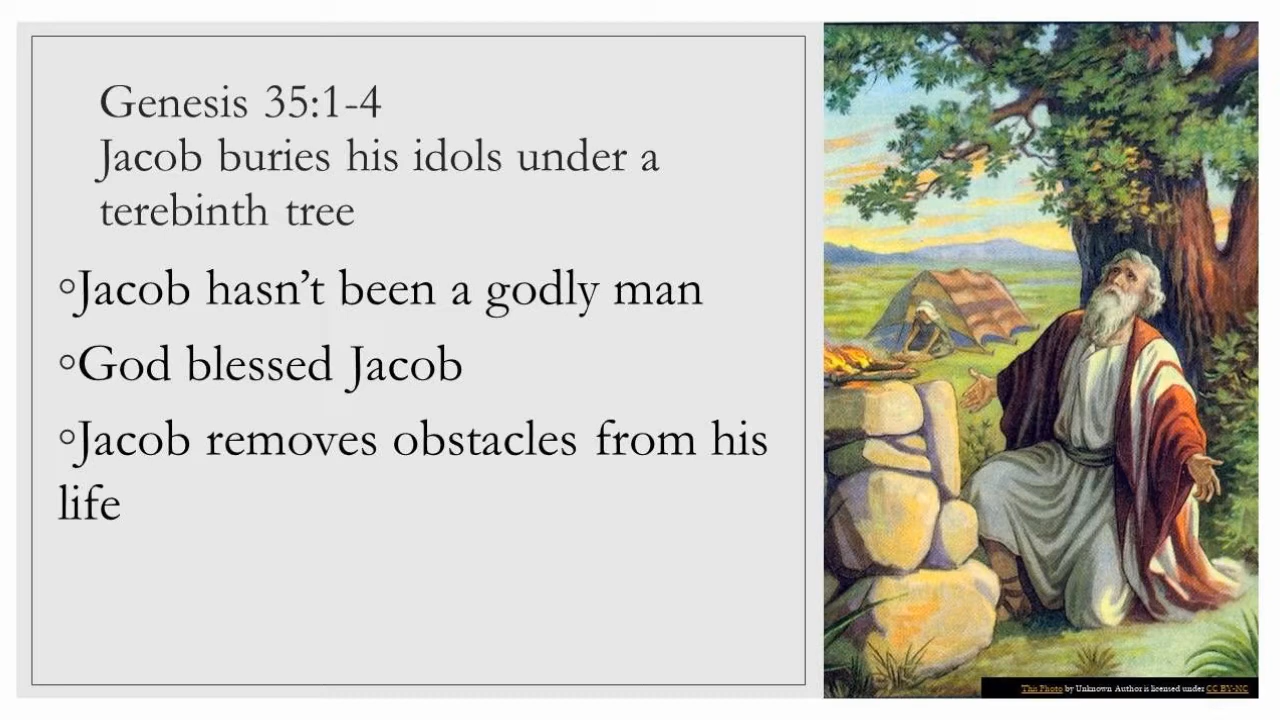 Genesis 35:1-4
Jacob buries his idols under a
terebinth tree
◦Jacob hasn’t been a godly man
◦God blessed Jacob
◦Jacob removes obstacles from his
life
This Photo by Unknown Author is licensed under CC BY-NC